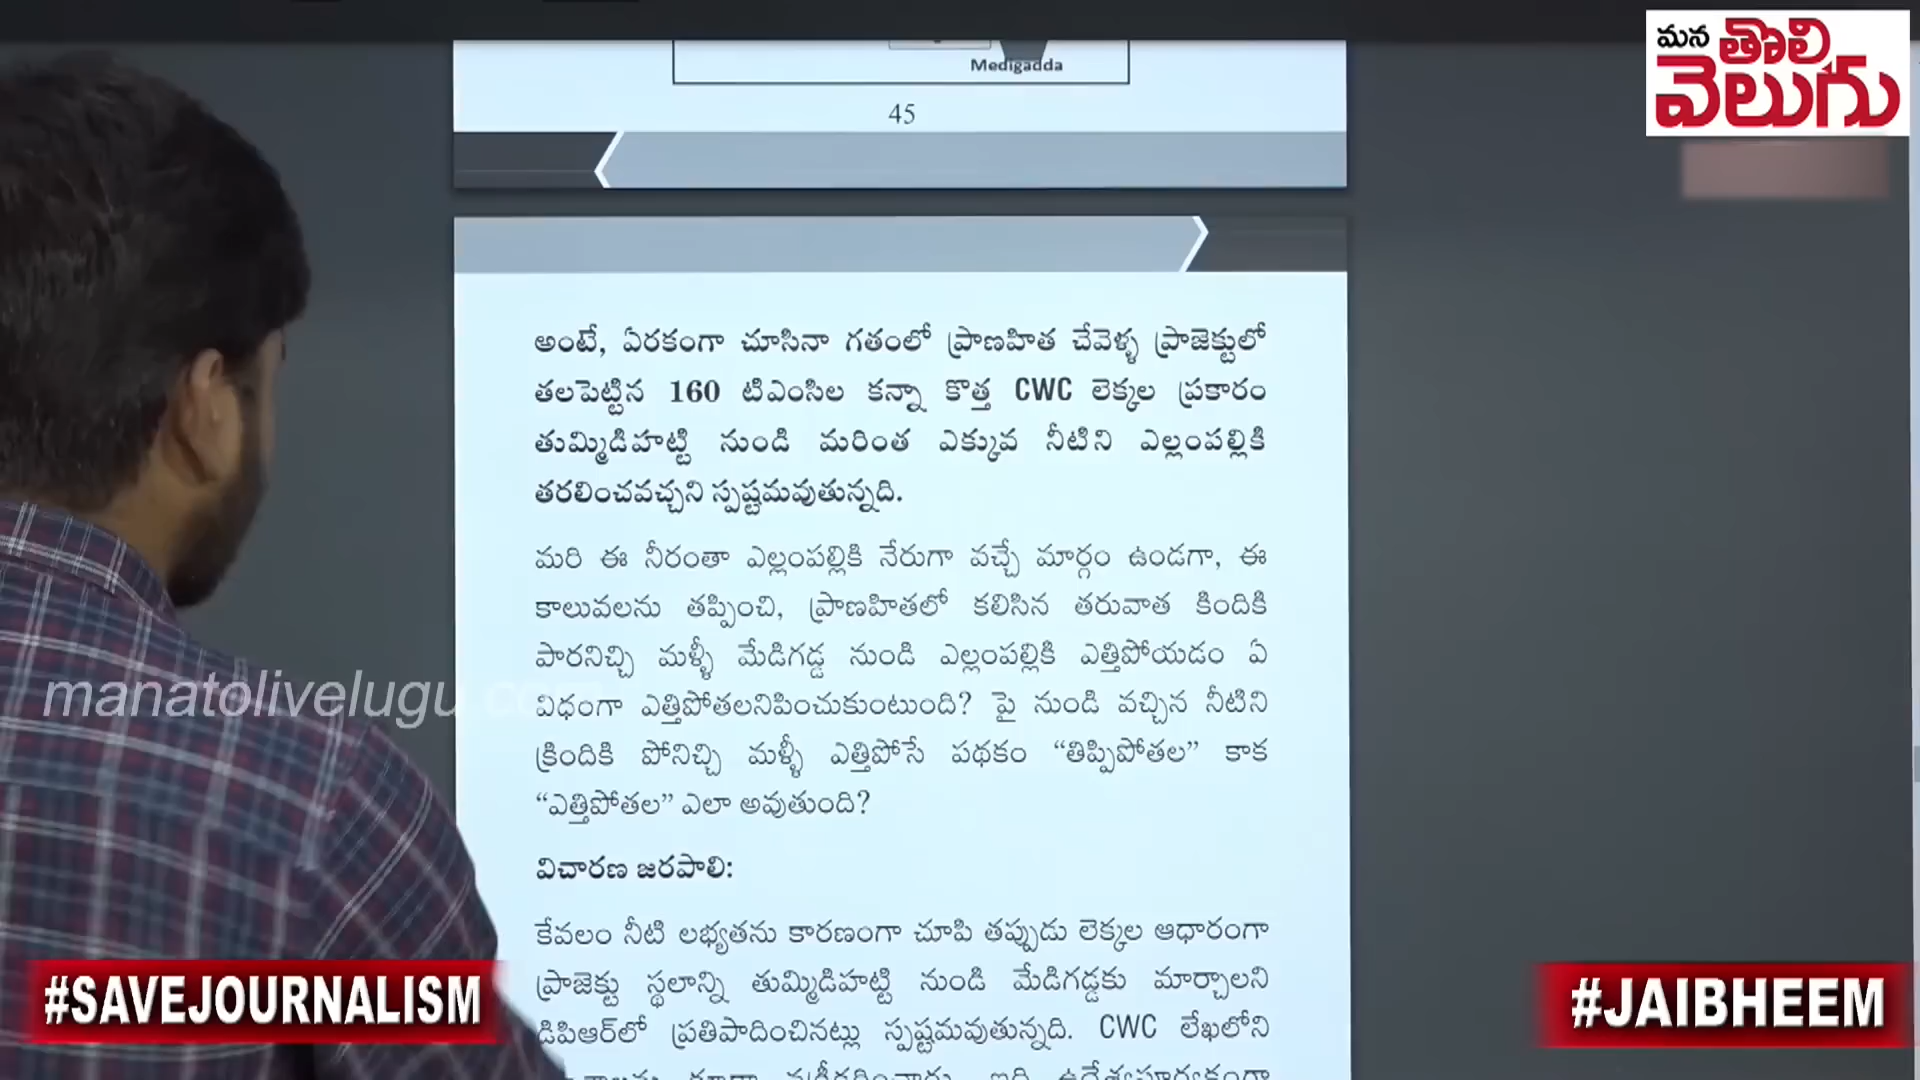 Medigadda
45
మన తొలి
వెలుగు
అంటే, ఏరకంగా చూసినా గతంలో ప్రాణహిత చేవెళ్ళ ప్రాజెక్టులో
తలపెట్టిన 160 టిఎంసిల కన్నా కొత్త CWC లెక్కల ప్రకారం
తుమ్మిడిహట్టి నుండి మరింత ఎక్కువ నీటిని ఎల్లంపల్లికి
తరలించవచ్చని స్పష్టమవుతున్నది.
మరి ఈ నీరంతా ఎల్లంపల్లికి నేరుగా వచ్చే మార్గం ఉండగా, ఈ
కాలువలను తప్పించి, ప్రాణహితలో కలిసిన తరువాత కిందికి
పారనిచ్చి మళ్ళీ మేడిగడ్డ నుండి ఎల్లంపల్లికి ఎత్తిపోయడం ఏ
విధంగా ఎత్తిపోతలనిపించుకుంటుంది? పై నుండి వచ్చిన నీటిని
క్రిందికి పోనిచ్చి మళ్ళీ ఎత్తిపోసే పథకం “తిప్పిపోతల” కాక
“ఎత్తిపోతల” ఎలా అవుతుంది?
విచారణ జరపాలి:
కేవలం నీటి లభ్యతను కారణంగా చూపి తప్పుడు లెక్కల ఆధారంగా
ప్రాజెక్టు స్థలాన్ని తుమ్మిడిహట్టి నుండి మేడిగడ్డకు మార్చాలని
డిపిఆర్‌లో ప్రతిపాదించినట్లు స్పష్టమవుతున్నది. CWC లేఖలోని
manatolivelugu.com
#SAVEJOURNALISM
#JAIBHEEM